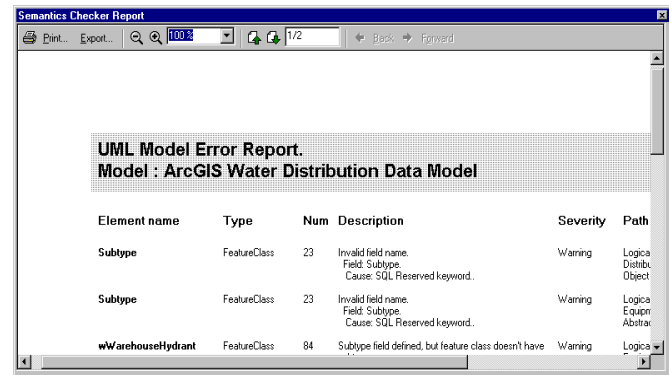 Semantics Checker Report
Print... Export... 100% 1/2 Back Forward
UML Model Error Report.
Model : ArcGIS Water Distribution Data Model
Element name Type Num Description Severity Path
Subtype FeatureClass 23 Invalid field name. Warning Logica
Field: Subtype. Distribu
Cause: SQL Reserved keyword.. Object
Subtype FeatureClass 23 Invalid field name. Warning Logica
Field: Subtype. Equipm
Cause: SQL Reserved keyword.. Abstrac
wWarehouseHydrant FeatureClass 84 Subtype field defined, but feature class doesn't have Warning Logica